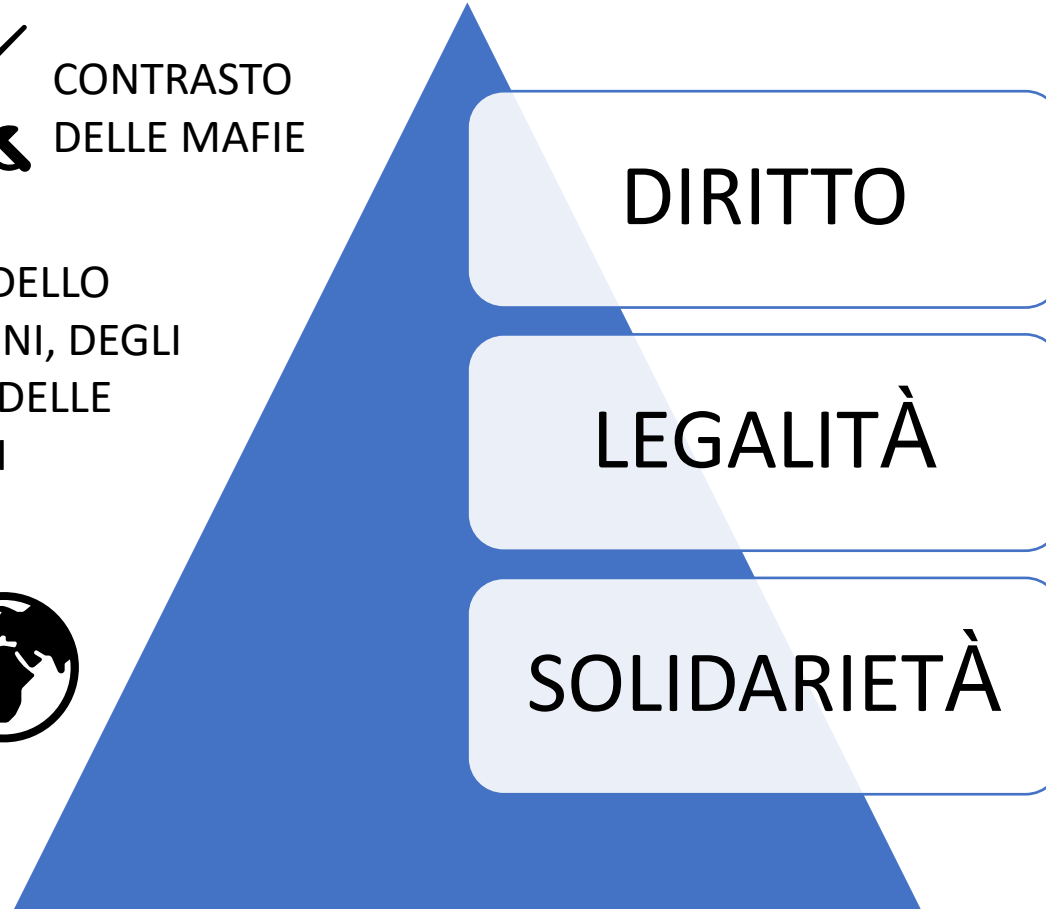 CONTRASTO
DELLE MAFIE
DELLO
NI, DEGLI
DELLE
I
DIRITTO
LEGALITÀ
SOLIDARIETÀ